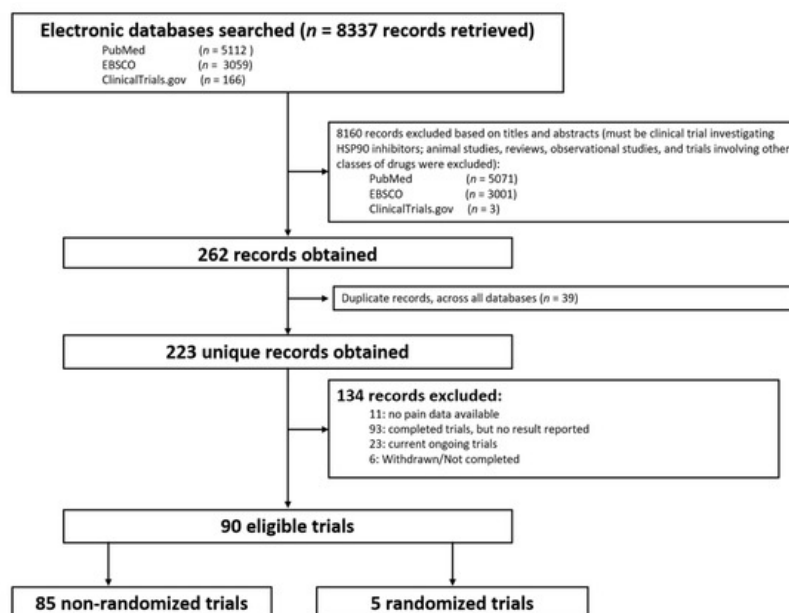 Electronic databases searched (n = 8337 records retrieved)
PubMed (n = 5112 )
EBSCO (n = 3059)
ClinicalTrials.gov (n = 166)
8160 records excluded based on titles and abstracts (must be clinical trial investigating
HSP90 inhibitors; animal studies, reviews, observational studies, and trials involving other
classes of drugs were excluded):
PubMed (n = 5071)
EBSCO (n = 3001)
ClinicalTrials.gov (n = 3)
262 records obtained
Duplicate records, across all databases (n = 39)
223 unique records obtained
134 records excluded:
11: no pain data available
93: completed trials, but no result reported
23: current ongoing trials
6: Withdrawn/Not completed
90 eligible trials
85 non-randomized trials
5 randomized trials